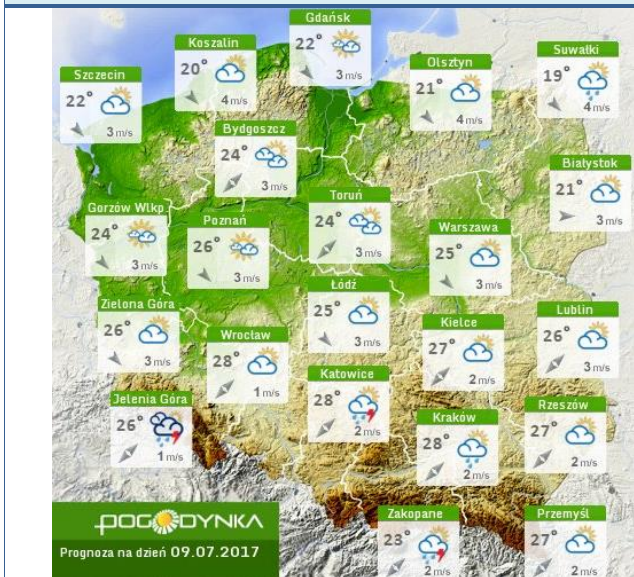 Gdańsk
22°
3 m/s
Koszalin
20°
4 m/s
Suwałki
19°
4 m/s
Olsztyn
21°
4 m/s
Szczecin
22°
3 m/s
Bydgoszcz
24°
3 m/s
Białystok
21°
3 m/s
Toruń
24°
3 m/s
Gorzów Wlkp.
24°
3 m/s
Poznań
26°
3 m/s
Warszawa
25°
3 m/s
Łódź
25°
3 m/s
Zielona Góra
26°
3 m/s
Lublin
26°
3 m/s
Kielce
27°
2 m/s
Wrocław
28°
1 m/s
Katowice
28°
2 m/s
Jelenia Góra
26°
1 m/s
Rzeszów
27°
2 m/s
Kraków
28°
2 m/s
Zakopane
23°
2 m/s
Przemyśl
27°
2 m/s
POGODYNKA
Prognoza na dzień 09.07.2017